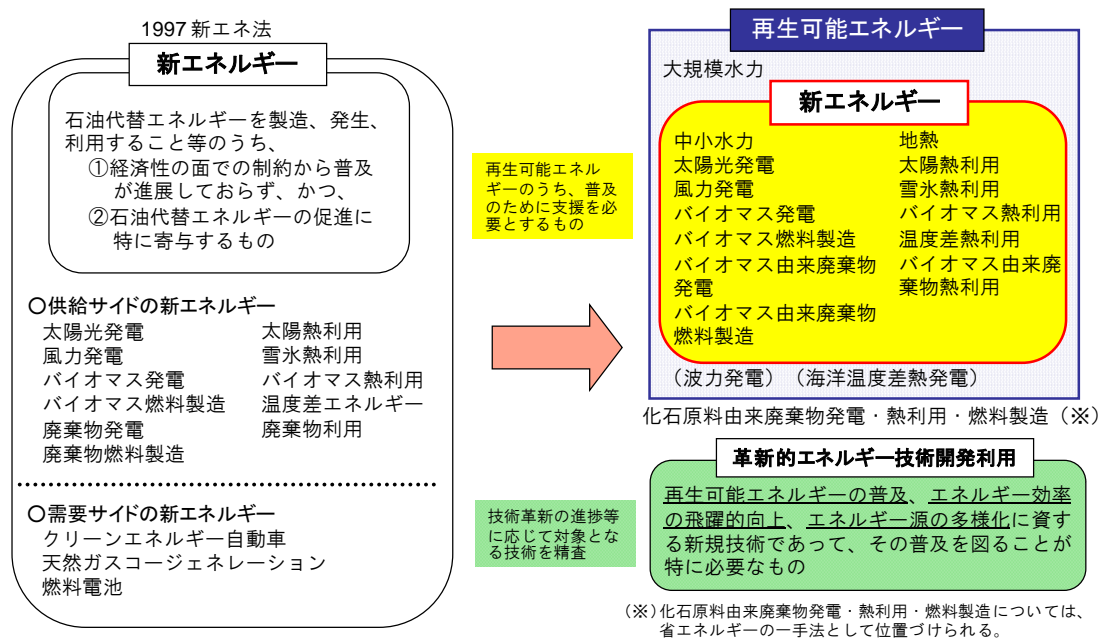 1997 新エネ法
新エネルギー
石油代替エネルギーを製造、発生、
利用すること等のうち、
①経済性の面での制約から普及
が進展しておらず、かつ、
②石油代替エネルギーの促進に
特に寄与するもの
○供給サイドの新エネルギー
太陽光発電 太陽熱利用
風力発電 雪氷熱利用
バイオマス発電 バイオマス熱利用
バイオマス燃料製造 温度差エネルギー
廃棄物発電 廃棄物利用
廃棄物燃料製造
○需要サイドの新エネルギー
クリーンエネルギー自動車
天然ガスコージェネレーション
燃料電池
再生可能エネル
ギーのうち、普及
のために支援を必
要とするもの
技術革新の進捗等
に応じて対象とな
る技術を精査
再生可能エネルギー
大規模水力
新エネルギー
中小水力 地熱
太陽光発電 太陽熱利用
風力発電 雪氷熱利用
バイオマス発電 バイオマス熱利用
バイオマス燃料製造 温度差熱利用
バイオマス由来廃棄物 バイオマス由来廃
発電 棄物熱利用
バイオマス由来廃棄物
燃料製造
（波力発電）（海洋温度差熱発電）
化石原料由来廃棄物発電・熱利用・燃料製造（※）
革新的エネルギー技術開発利用
再生可能エネルギーの普及、エネルギー効率
の飛躍的向上、エネルギー源の多様化に資す
る新規技術であって、その普及を図ることが
特に必要なもの
（※）化石原料由来廃棄物発電・熱利用・燃料製造については、
省エネルギーの一手法として位置づけられる。